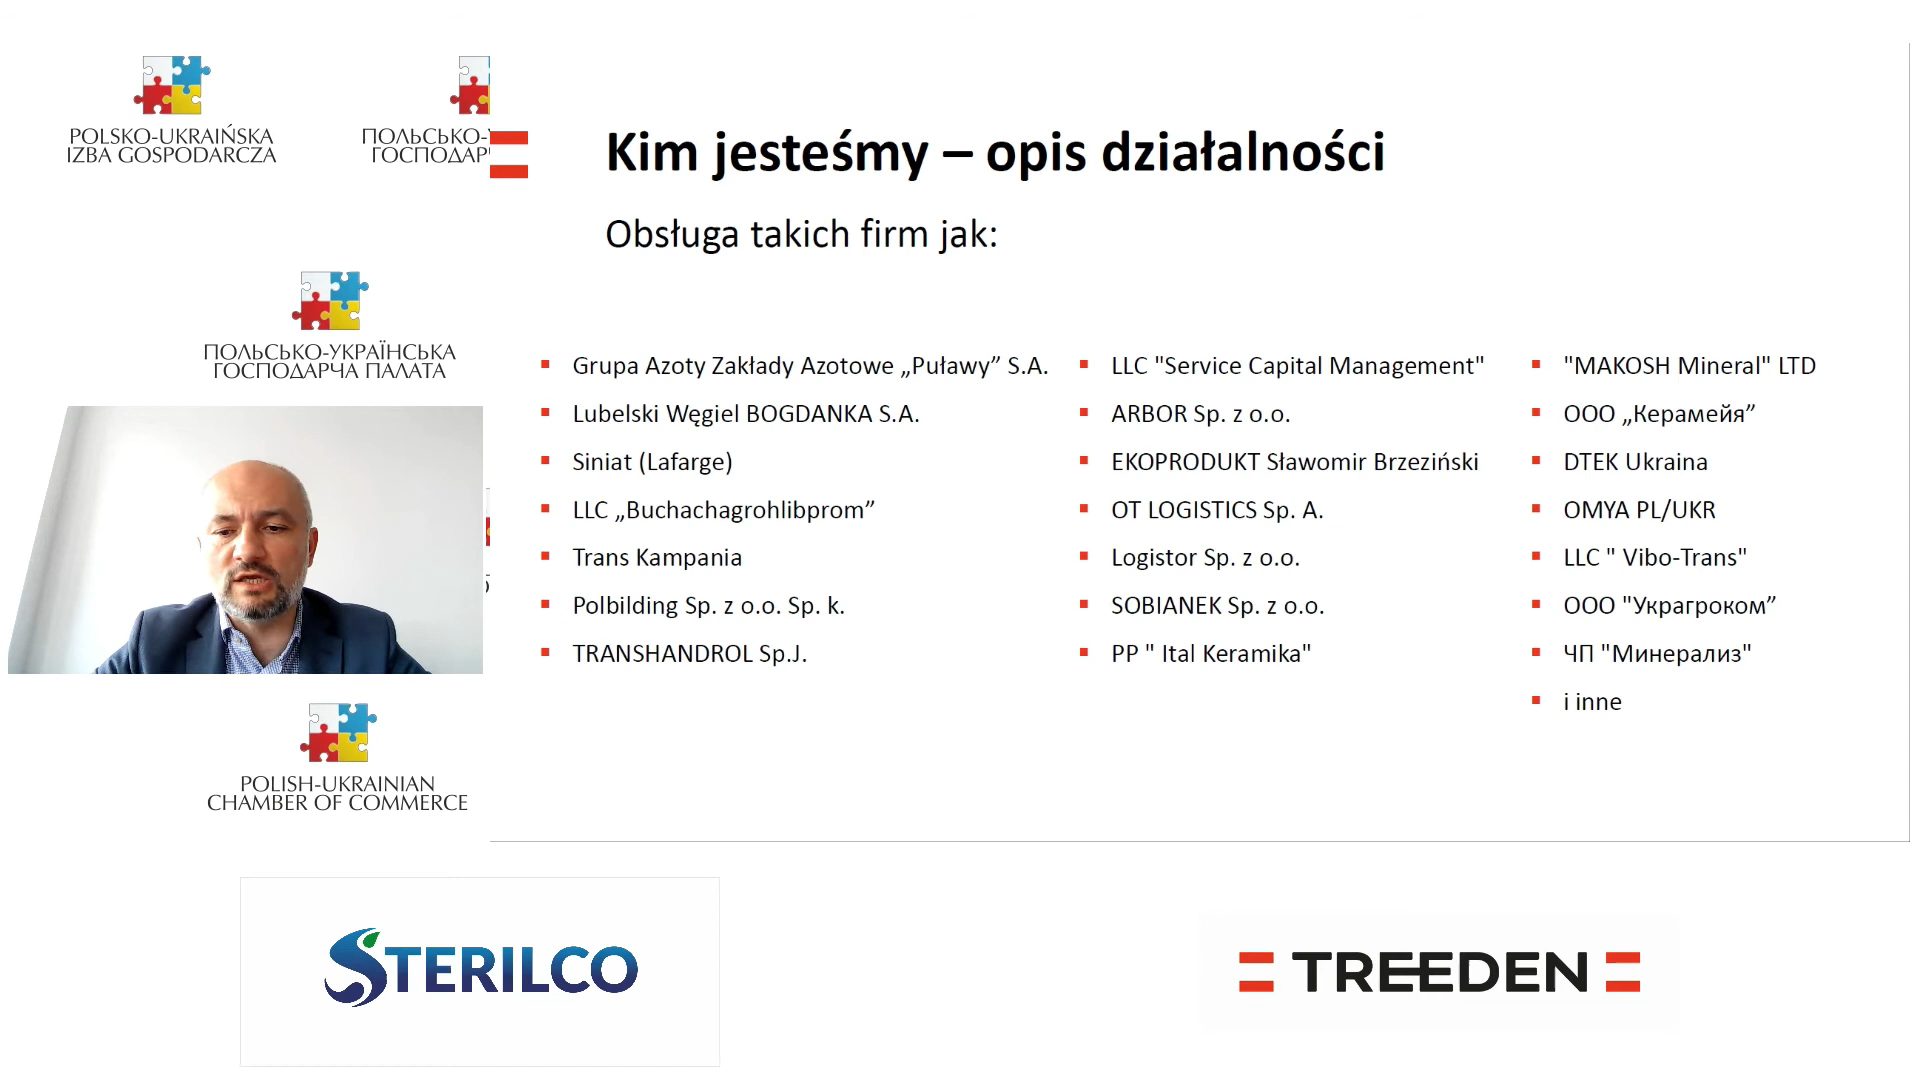 POLSKO-UKRAIŃSKA
IZBA GOSPODARCZA
ПОЛЬСЬКО-
ГОСПОДАР
ПОЛЬСЬКО-УКРАЇНСЬКА
ГОСПОДАРЧА ПАЛАТА
POLISH-UKRAINIAN
CHAMBER OF COMMERCE
Kim jesteśmy – opis działalności
Obsługa takich firm jak:
Grupa Azoty Zakłady Azotowe „Puławy” S.A.
Lubelski Węgiel BOGDANKA S.A.
Siniat (Lafarge)
LLC „Buchachagrohlibprom”
Trans Kampania
Polbilding Sp. z o.o. Sp. k.
TRANSHANDROL Sp.J.
LLC "Service Capital Management"
ARBOR Sp. z o.o.
EKOPRODUKT Sławomir Brzeziński
OT LOGISTICS Sp. A.
Logistor Sp. z o.o.
SOBIANEK Sp. z o.o.
PP " Ital Keramika"
"MAKOSH Mineral" LTD
ООО „Керамейя”
DTEK Ukraina
OMYA PL/UKR
LLC " Vibo-Trans"
ООО "Украгроком”
ЧП "Минерализ"
i inne
STERILCO
TREEDEN